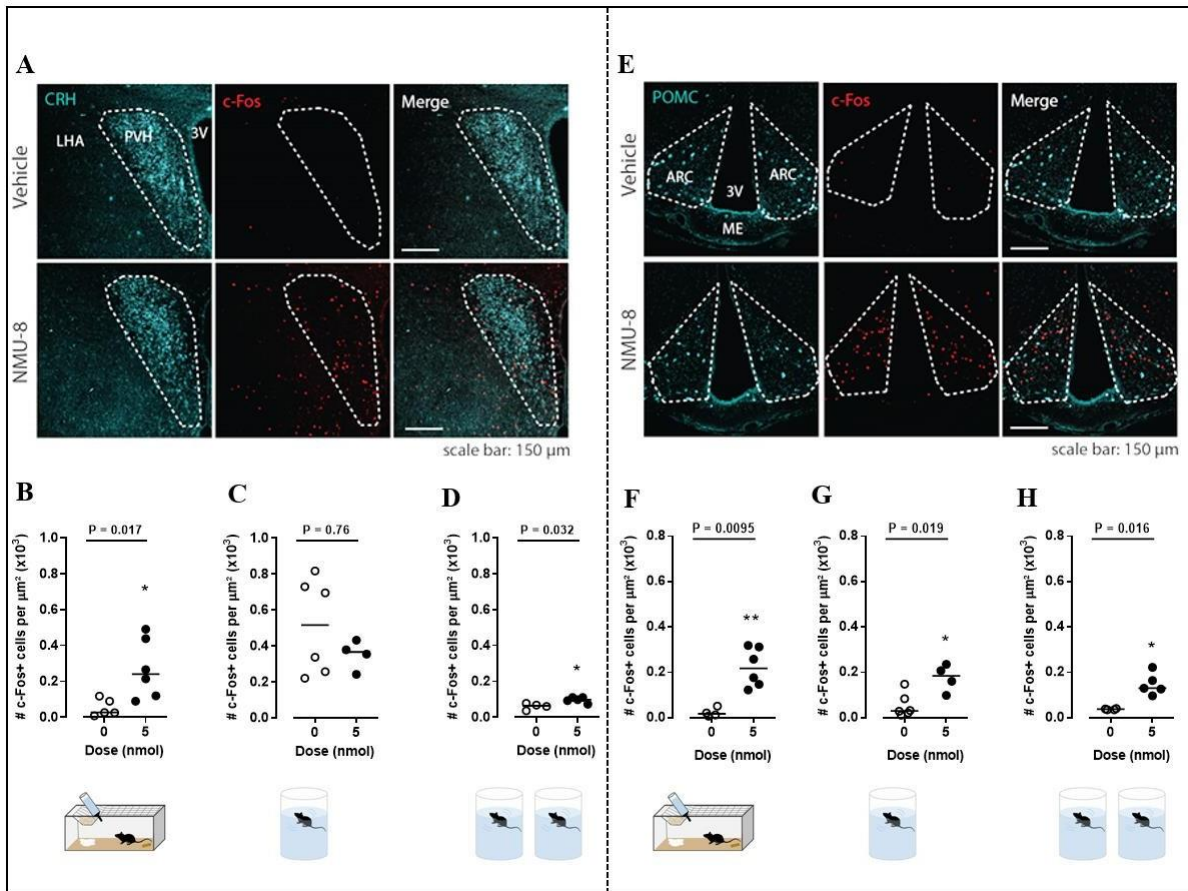 A
CRH
c-Fos
Merge
LHA
PVH
3V
Vehicle
NMU-8
scale bar: 150 µm
B
P = 0.017
# c-Fos+ cells per µm² (x10³)
1.0
0.8
0.6
0.4
0.2
0.0
*
0 5
Dose (nmol)
C
P = 0.76
# c-Fos+ cells per µm² (x10³)
1.0
0.8
0.6
0.4
0.2
0.0
0 5
Dose (nmol)
D
P = 0.032
# c-Fos+ cells per µm² (x10³)
1.0
0.8
0.6
0.4
0.2
0.0
*
0 5
Dose (nmol)
E
POMC
c-Fos
Merge
Vehicle
ARC
3V
ARC
ME
NMU-8
scale bar: 150 µm
F
P = 0.0095
# c-Fos+ cells per µm² (x10³)
0.8
0.6
0.4
0.2
0.0
**
0 5
Dose (nmol)
G
P = 0.019
# c-Fos+ cells per µm² (x10³)
0.8
0.6
0.4
0.2
0.0
*
0 5
Dose (nmol)
H
P = 0.016
# c-Fos+ cells per µm² (x10³)
0.8
0.6
0.4
0.2
0.0
*
0 5
Dose (nmol)